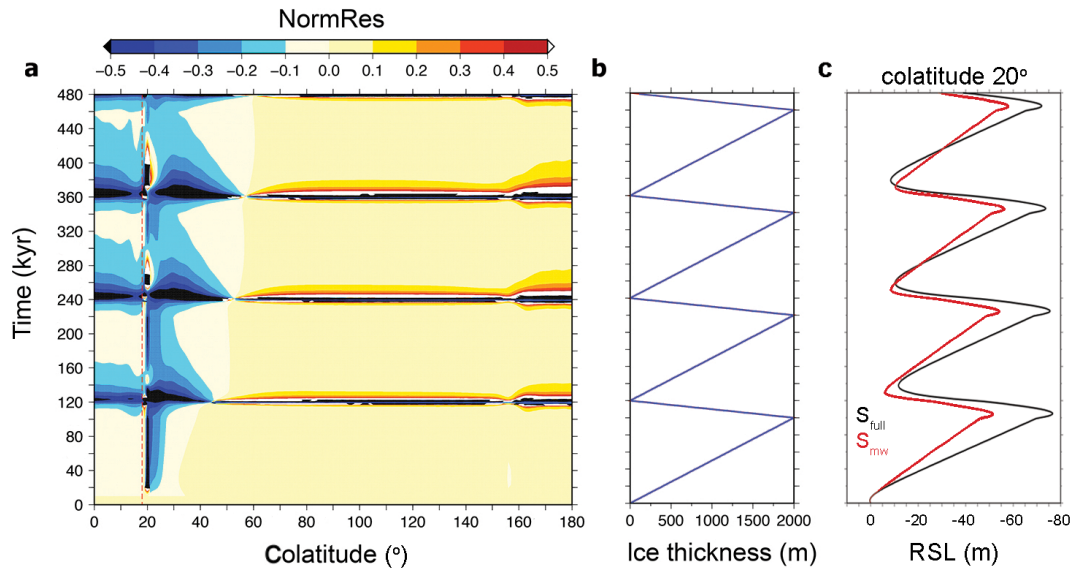 NormRes
−0.5 −0.4 −0.3 −0.2 −0.1 0.0 0.1 0.2 0.3 0.4 0.5
a
b
c
colatitude 20°
480
440
400
360
320
280
240
200
160
120
80
40
0
Time (kyr)
0 20 40 60 80 100 120 140 160 180
Colatitude (°)
0 500 1000 1500 2000
Ice thickness (m)
S full
S mw
0 -20 -40 -60 -80
RSL (m)